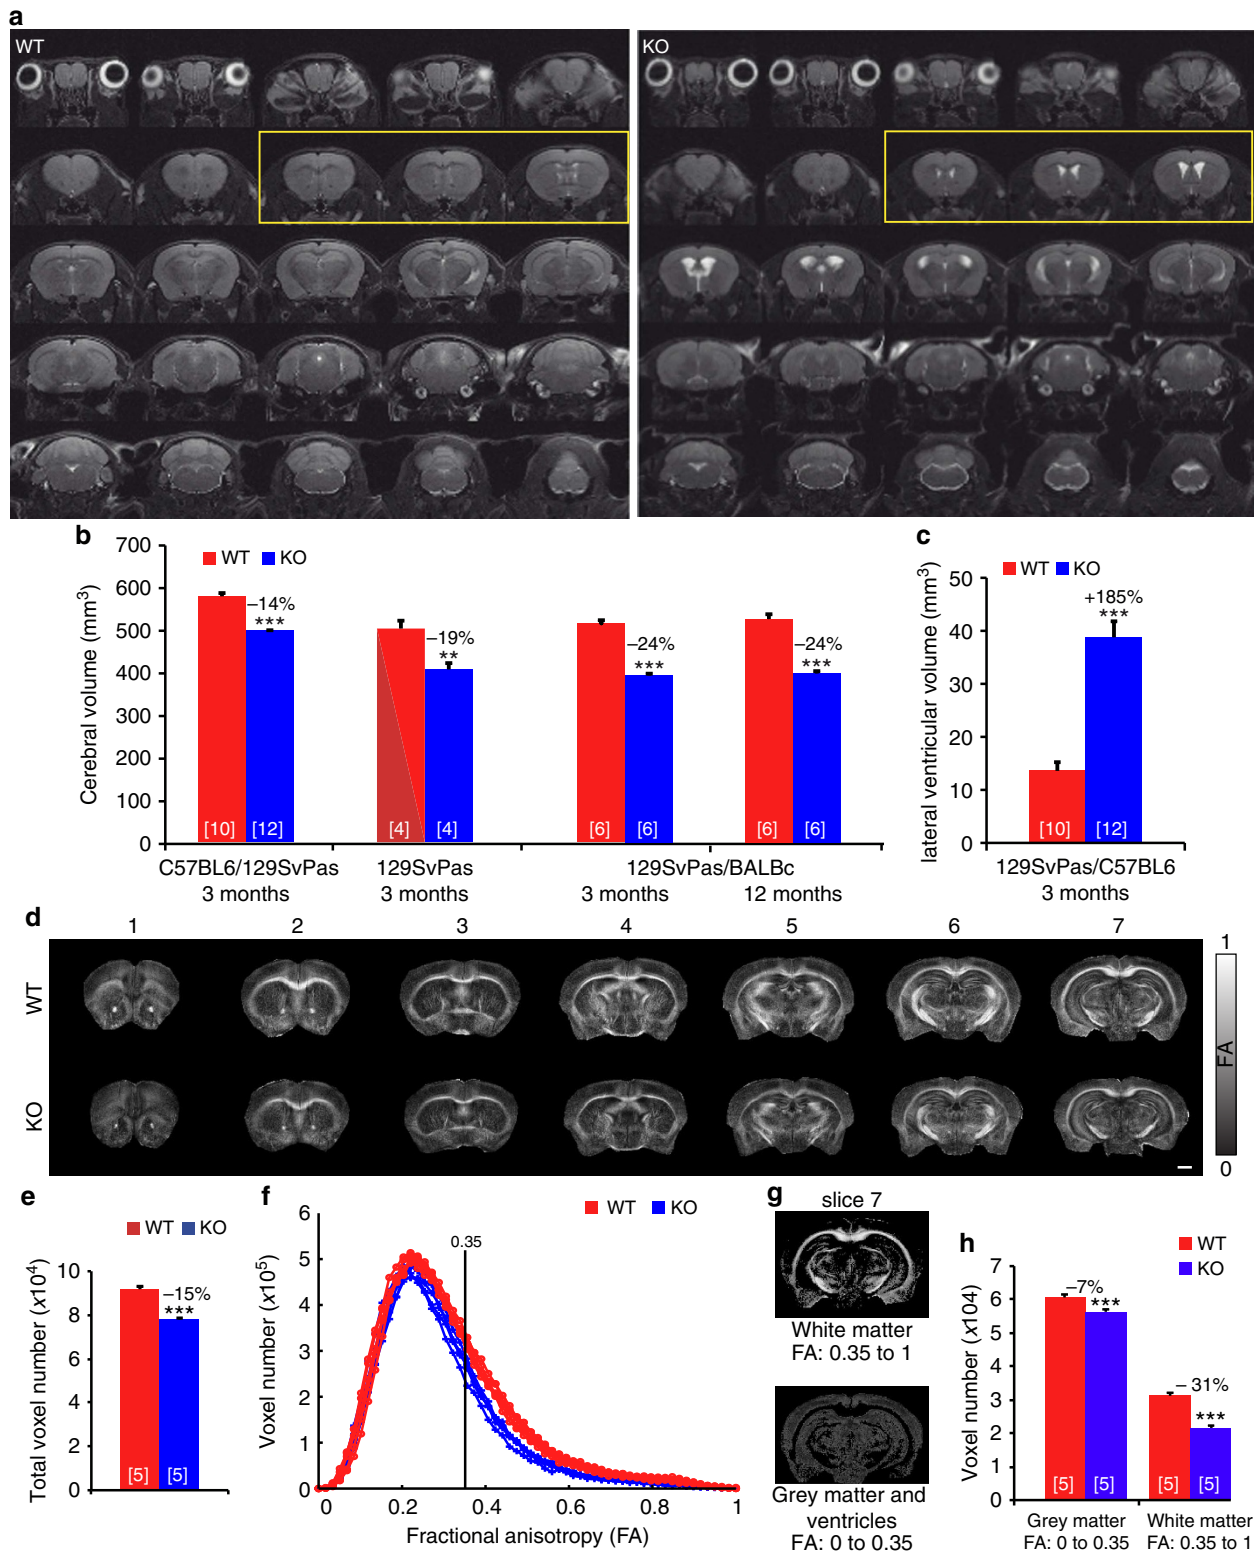 a
WT
KO
b
WT KO
Cerebral volume (mm³)
700
600
500
400
300
200
100
0
–14%
***
–19%
**
–24%
***
–24%
***
[10] [12] [4] [4] [6] [6] [6] [6]
C57BL6/129SvPas
3 months
129SvPas
3 months
129SvPas/BALBc
3 months 12 months
c
WT KO
lateral ventricular volume (mm³)
50
40
30
20
10
0
+185%
***
[10] [12]
129SvPas/C57BL6
3 months
d
1 2 3 4 5 6 7
WT
KO
1
FA
0
e
WT KO
Total voxel number (x10⁴)
10
8
6
4
2
0
–15%
***
[5] [5]
f
WT KO
Voxel number (x10⁵)
6
5
4
3
2
1
0
0.35
0 0.2 0.4 0.6 0.8 1
Fractional anisotropy (FA)
g
slice 7
White matter
FA: 0.35 to 1
Grey matter and
ventricles
FA: 0 to 0.35
h
WT
KO
Voxel number (x104)
7
6
5
4
3
2
1
0
–7%
***
– 31%
***
[5] [5] [5] [5]
Grey matter
FA: 0 to 0.35
White matter
FA: 0.35 to 1